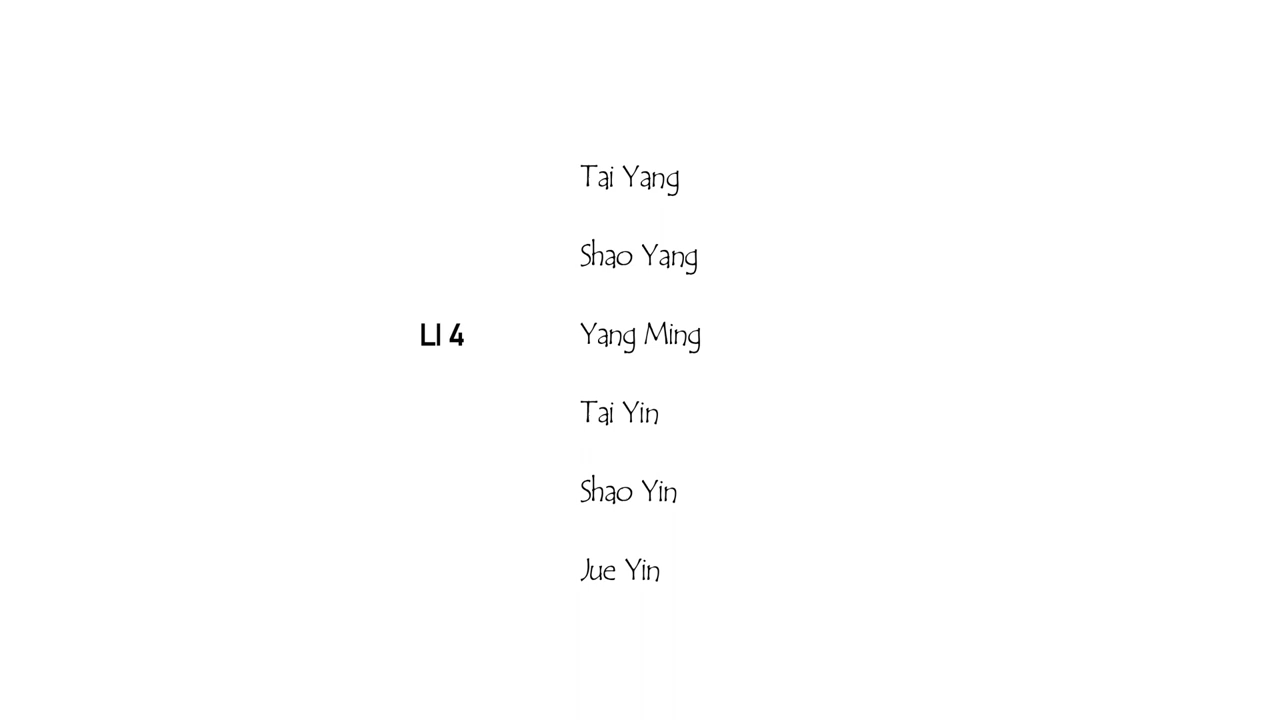 Tai Yang
Shao Yang
LI 4 Yang Ming
Tai Yin
Shao Yin
Jue Yin